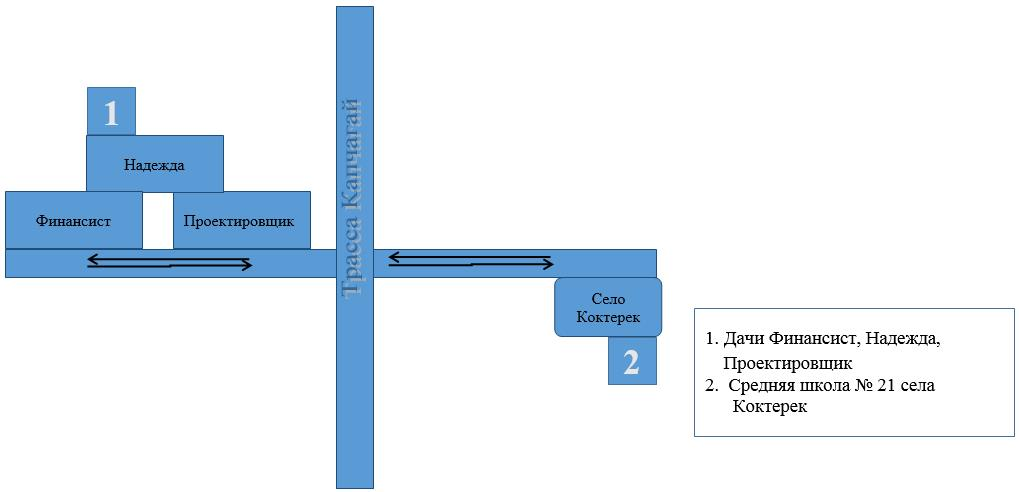 1
Надежда
Финансист
Проектировщик
Трасса Капчагай
Село
Коктерек
2
1. Дачи Финансист, Надежда,
Проектировщик
2. Средняя школа № 21 села
Коктерек